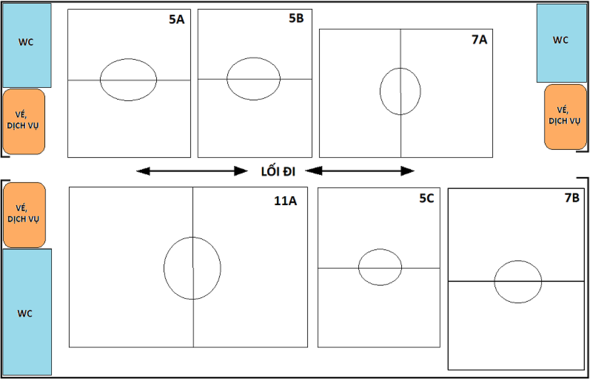 WC
5A
5B
7A
WC
VÉ,
DỊCH VỤ
VÉ,
DỊCH VỤ
LỐI ĐI
VÉ,
DỊCH VỤ
11A
5C
7B
WC